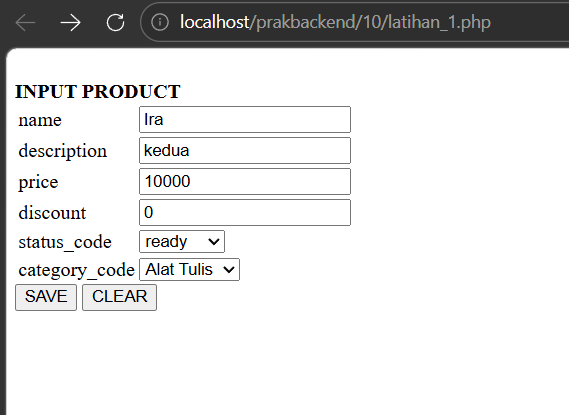 localhost/prakbackend/10/latihan_1.php
INPUT PRODUCT
name Ira
description kedua
price 10000
discount 0
status_code ready
category_code Alat Tulis
SAVE CLEAR